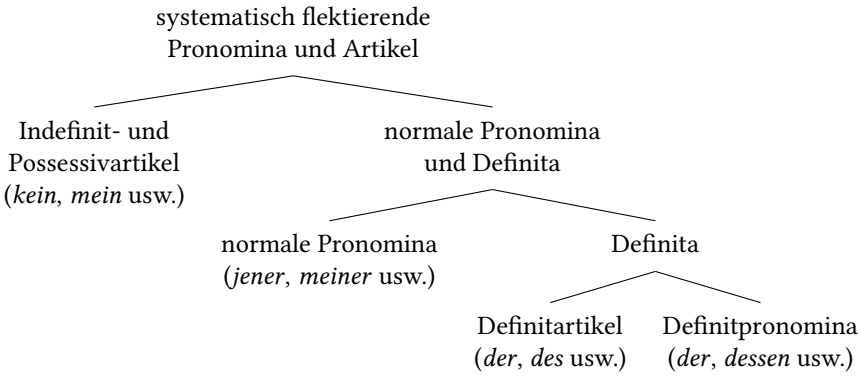 systematisch flektierende
Pronomina und Artikel
Indefinit- und
Possessivartikel
(kein, mein usw.)
normale Pronomina
und Definita
normale Pronomina
(jener, meiner usw.)
Definita
Definitartikel
(der, des usw.)
Definitpronomina
(der, dessen usw.)